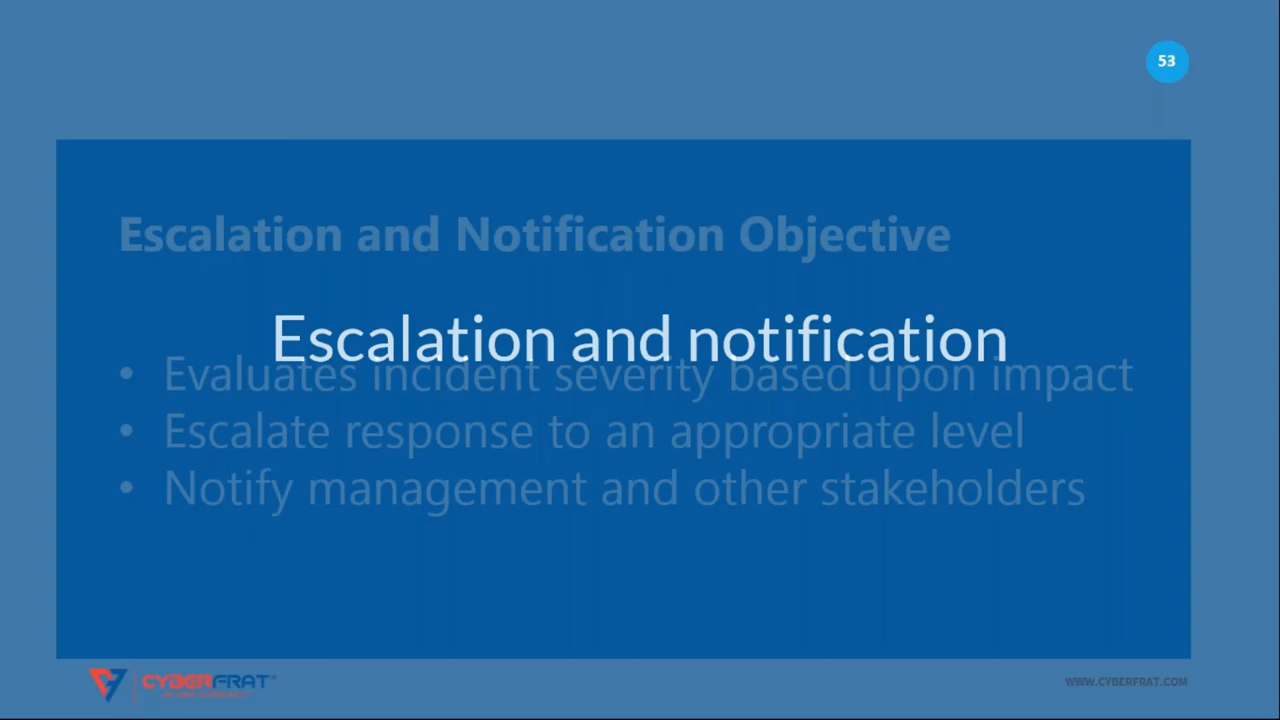 53
Escalation and Notification Objective
Escalation and notification
• Evaluates incident severity based upon impact
• Escalate response to an appropriate level
• Notify management and other stakeholders
CYBERFRAT
WWW.CYBERFRAT.COM